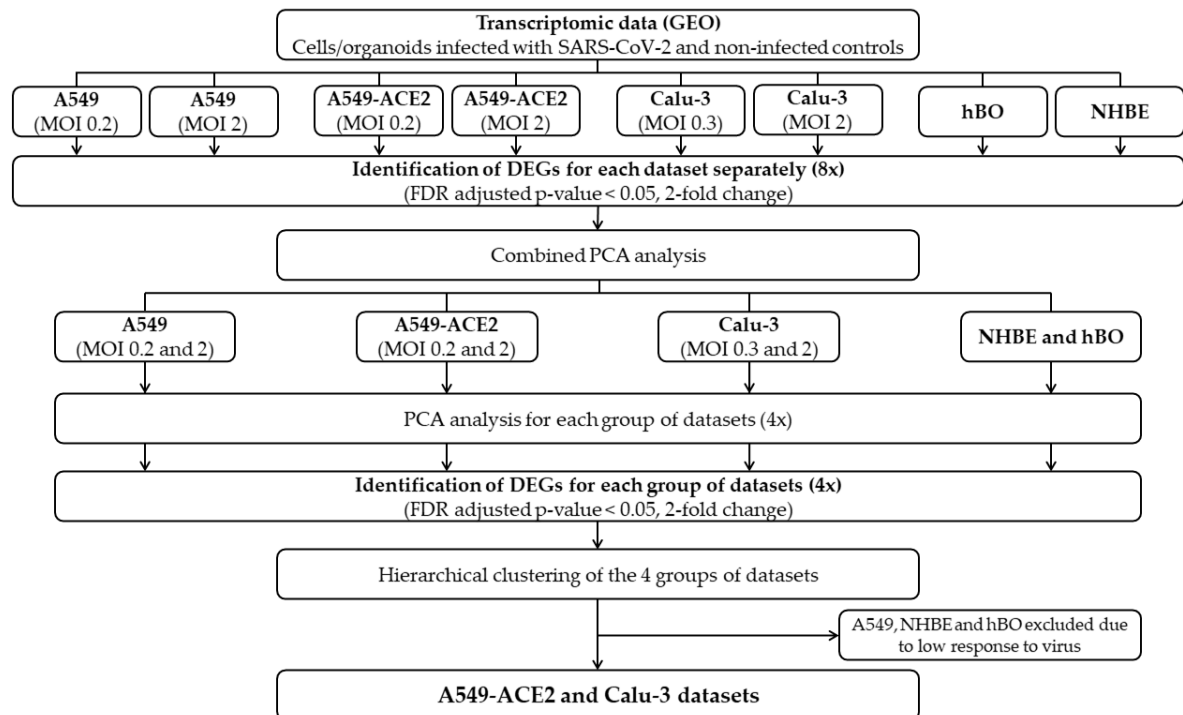 Transcriptomic data (GEO)
Cells/organoids infected with SARS-CoV-2 and non-infected controls
A549
(MOI 0.2)
A549
(MOI 2)
A549-ACE2
(MOI 0.2)
A549-ACE2
(MOI 2)
Calu-3
(MOI 0.3)
Calu-3
(MOI 2)
hBO
NHBE
Identification of DEGs for each dataset separately (8x)
(FDR adjusted p-value < 0.05, 2-fold change)
Combined PCA analysis
A549
(MOI 0.2 and 2)
A549-ACE2
(MOI 0.2 and 2)
Calu-3
(MOI 0.3 and 2)
NHBE and hBO
PCA analysis for each group of datasets (4x)
Identification of DEGs for each group of datasets (4x)
(FDR adjusted p-value < 0.05, 2-fold change)
Hierarchical clustering of the 4 groups of datasets
A549, NHBE and hBO excluded due
to low response to virus
A549-ACE2 and Calu-3 datasets